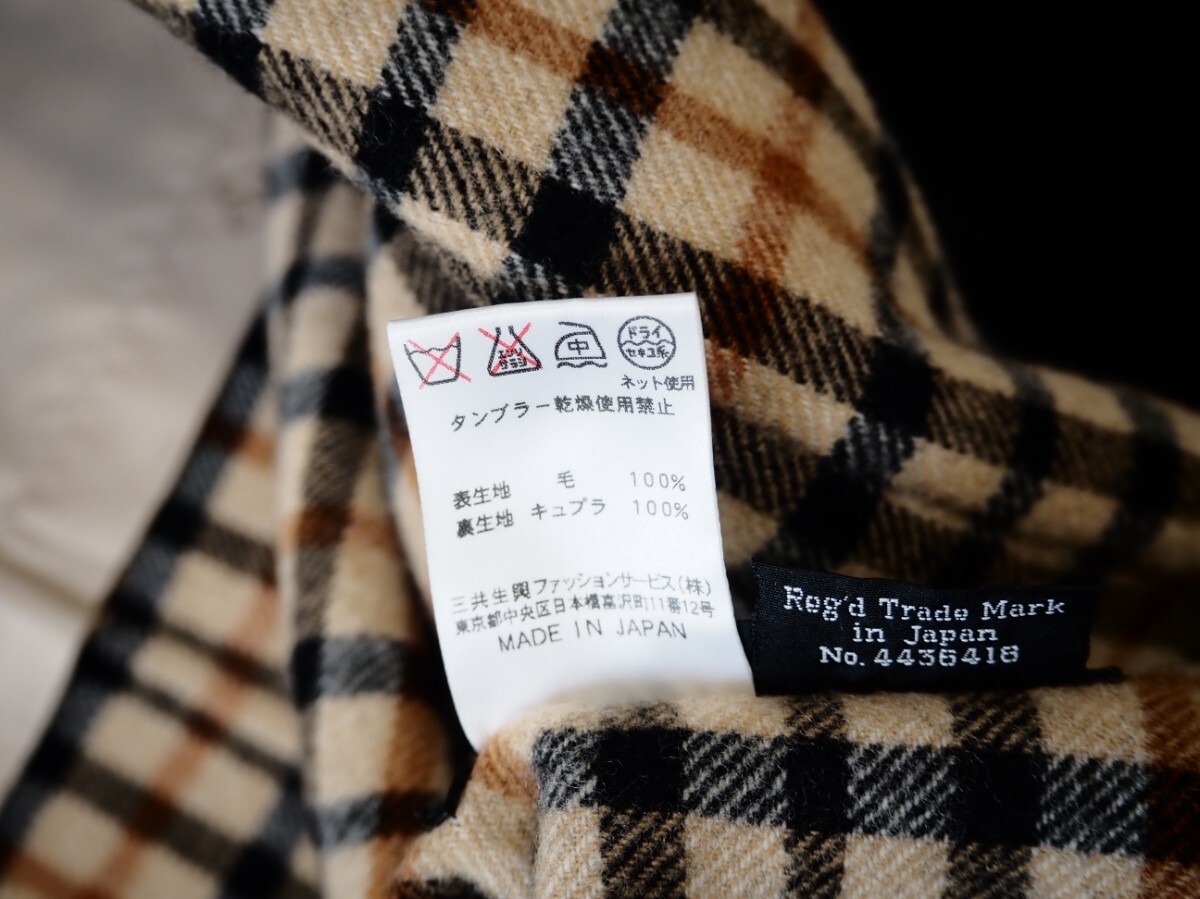 エンソ
サラシ
中
ドライ
セキユ系
ネット使用
タンブラー乾燥使用禁止
表生地 毛 100%
裏生地 キュプラ 100%
三共生興ファッションサービス(株)
東京都中央区日本橋富沢町11番12号
MADE IN JAPAN
Reg'd Trade Mark
in Japan
No. 4436418